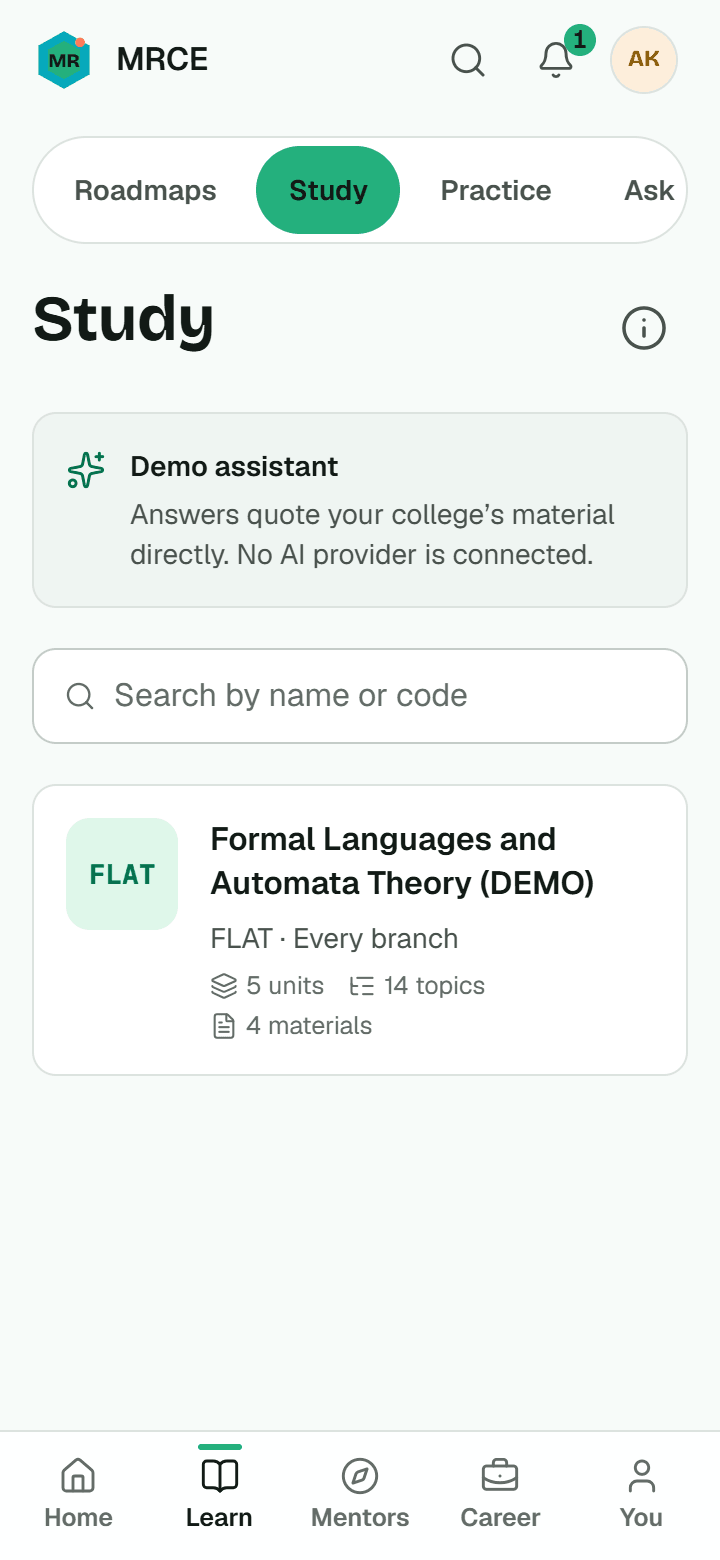 MR MRCE 1 AK
Roadmaps Study Practice Ask
Study
Demo assistant
Answers quote your college’s material
directly. No AI provider is connected.
Search by name or code
FLAT
Formal Languages and
Automata Theory (DEMO)
FLAT · Every branch
5 units 14 topics
4 materials
Home Learn Mentors Career You